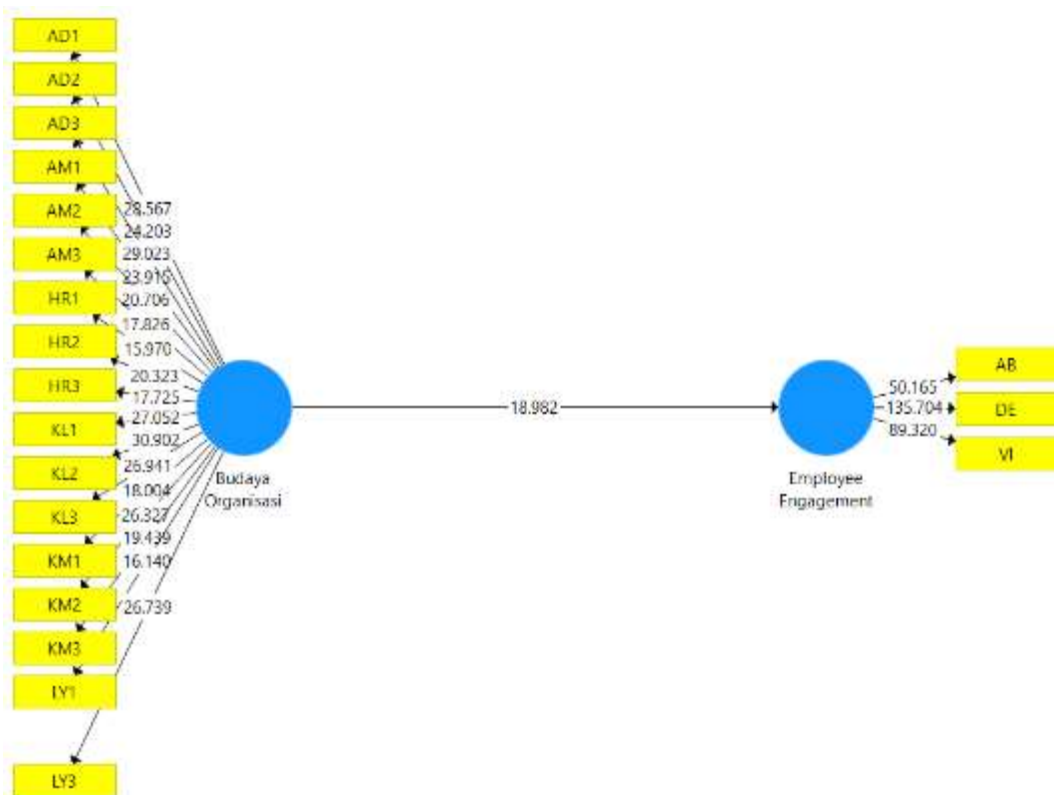 AD1
AD2
AD3
AM1
AM2
AM3
HR1
HR2
HR3
KL1
KL2
KL3
KM1
KM2
KM3
LY1
LY3
28.567
24.203
29.023
23.915
20.706
17.826
15.970
20.323
17.725
27.052
30.902
26.941
18.004
26.327
19.439
16.140
26.739
Budaya
Organisasi
18.982
Employee
Engagement
50.165
135.704
89.320
AB
DE
VI